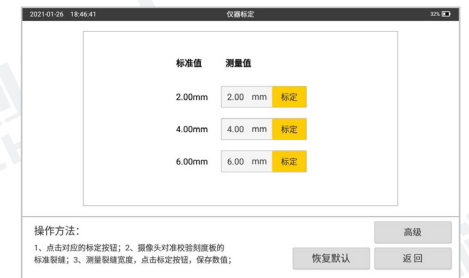 2021-01-26 18:46:41 仪器标定 32%
标准值 测量值
2.00mm 2.00 mm 标定
4.00mm 4.00 mm 标定
6.00mm 6.00 mm 标定
操作方法：
1、点击对应的标定按钮；2、摄像头对准校验刻度板的
标准裂缝；3、测量裂缝宽度，点击标定按钮，保存数值；
高级
恢复默认 返回